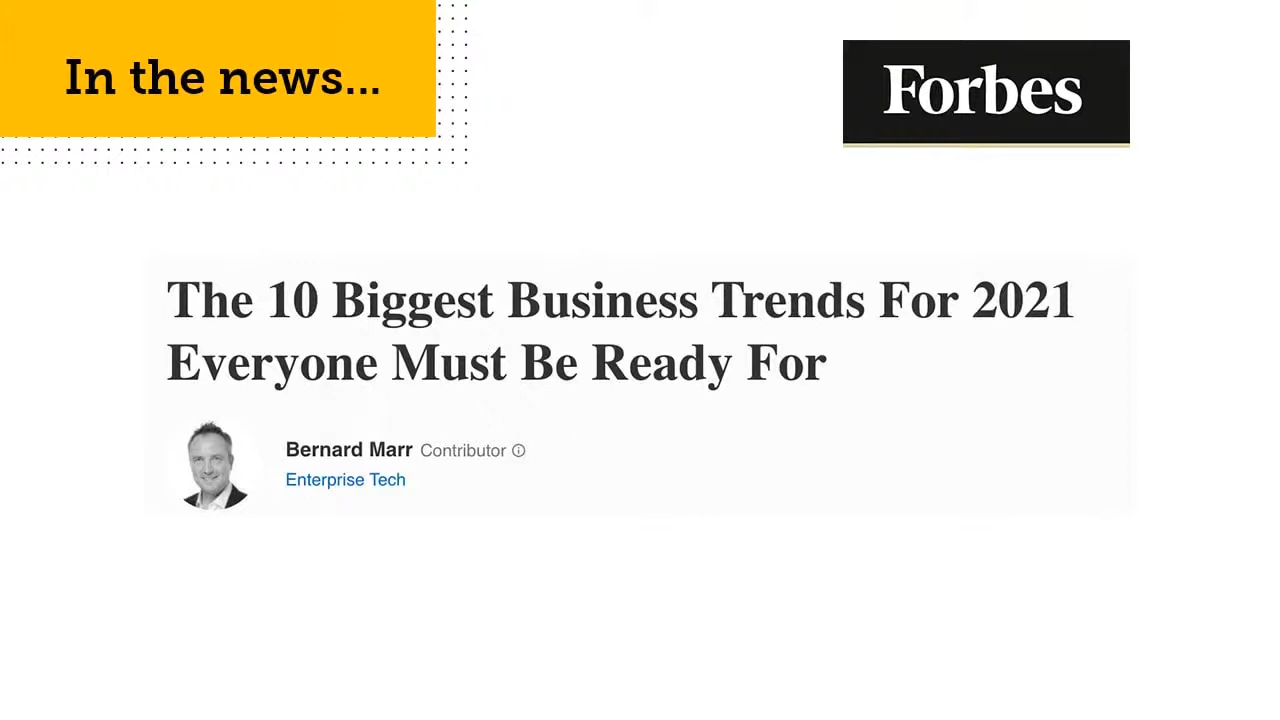 In the news...
Forbes
The 10 Biggest Business Trends For 2021
Everyone Must Be Ready For
Bernard Marr Contributor
Enterprise Tech